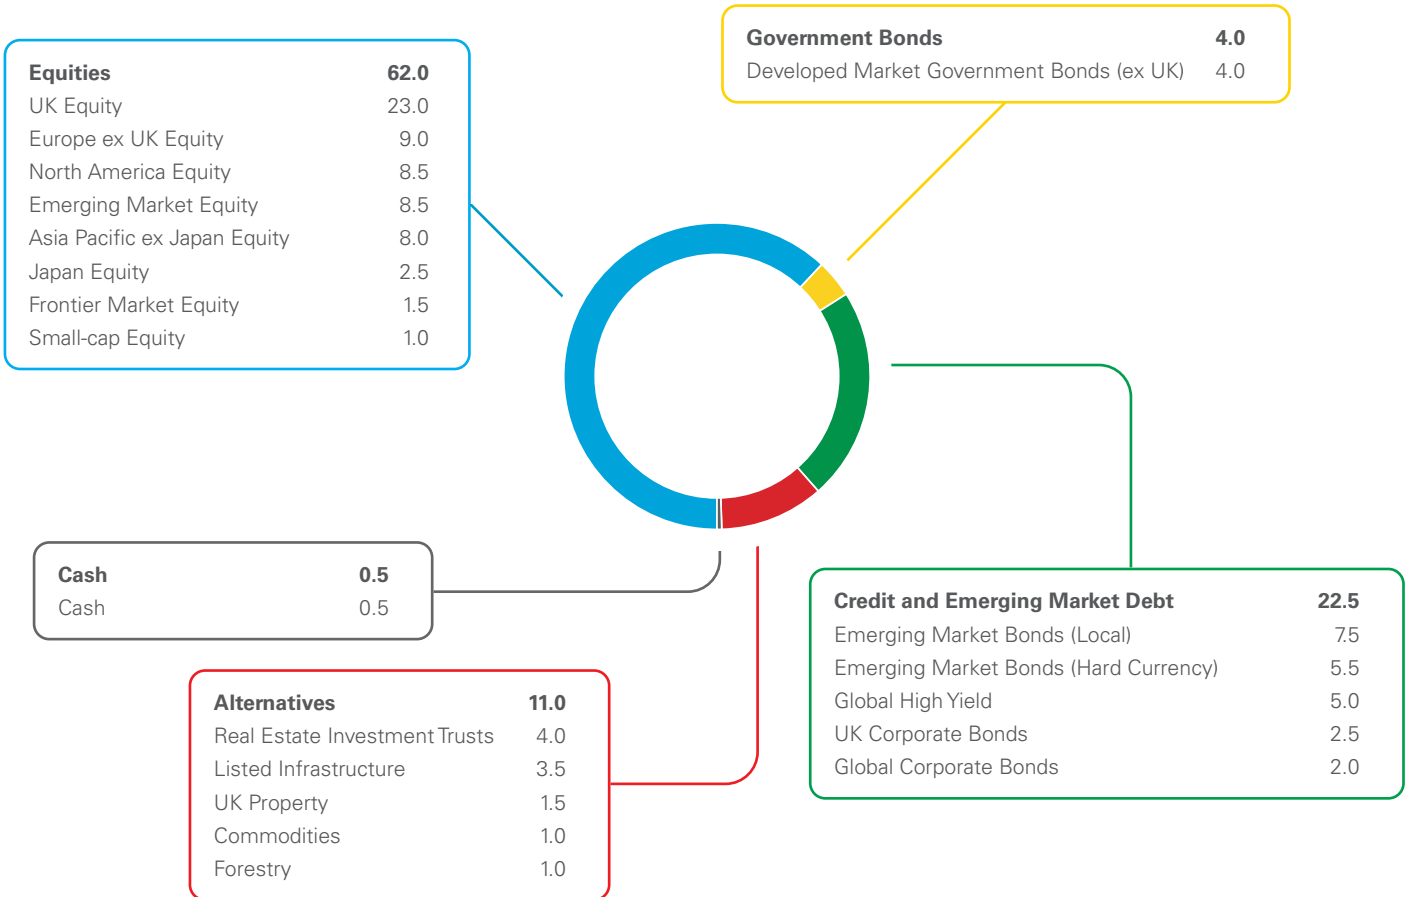 Equities 62.0
UK Equity 23.0
Europe ex UK Equity 9.0
North America Equity 8.5
Emerging Market Equity 8.5
Asia Pacific ex Japan Equity 8.0
Japan Equity 2.5
Frontier Market Equity 1.5
Small-cap Equity 1.0
Government Bonds 4.0
Developed Market Government Bonds (ex UK) 4.0
Cash 0.5
Cash 0.5
Alternatives 11.0
Real Estate Investment Trusts 4.0
Listed Infrastructure 3.5
UK Property 1.5
Commodities 1.0
Forestry 1.0
Credit and Emerging Market Debt 22.5
Emerging Market Bonds (Local) 7.5
Emerging Market Bonds (Hard Currency) 5.5
Global High Yield 5.0
UK Corporate Bonds 2.5
Global Corporate Bonds 2.0